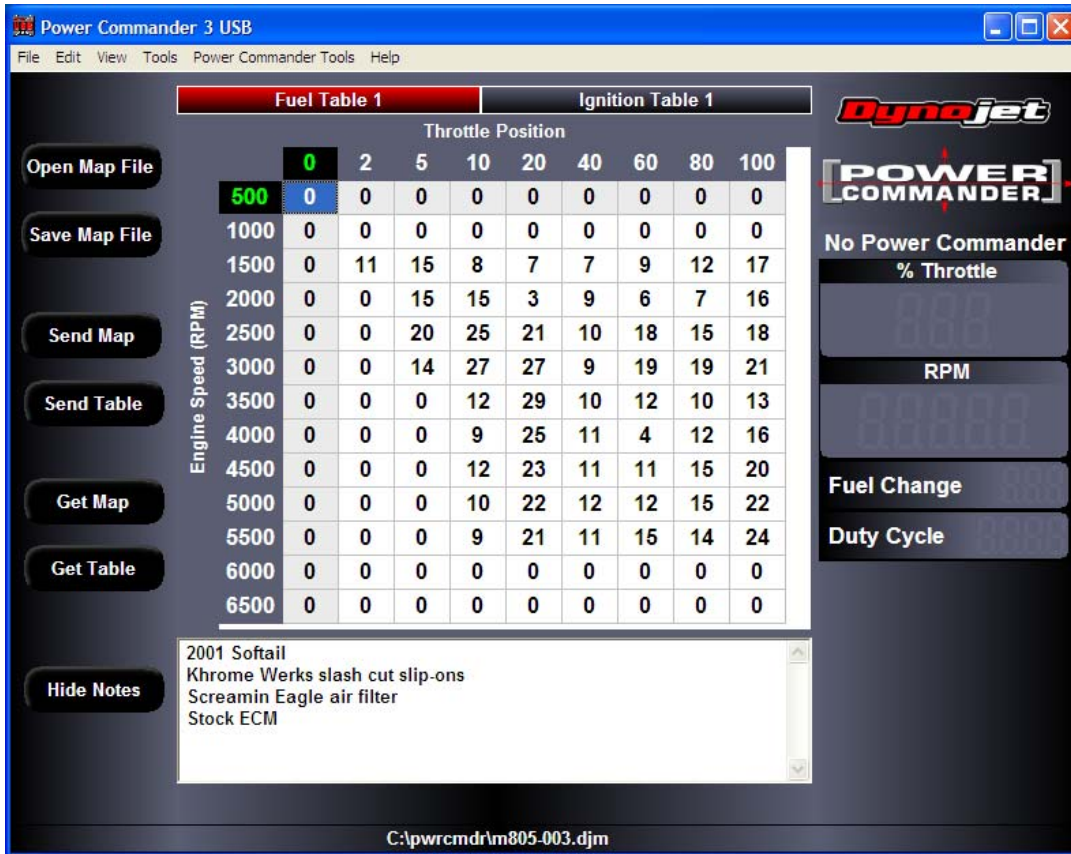 Power Commander 3 USB
File Edit View Tools Power Commander Tools Help
Fuel Table 1 Ignition Table 1
Throttle Position
0 2 5 10 20 40 60 80 100
500 0 0 0 0 0 0 0 0 0
1000 0 0 0 0 0 0 0 0 0
1500 0 11 15 8 7 7 9 12 17
2000 0 0 15 15 3 9 6 7 16
2500 0 0 20 25 21 10 18 15 18
3000 0 0 14 27 27 9 19 19 21
3500 0 0 0 12 29 10 12 10 13
4000 0 0 0 9 25 11 4 12 16
4500 0 0 0 12 23 11 11 15 20
5000 0 0 0 10 22 12 12 15 22
5500 0 0 0 9 21 11 15 14 24
6000 0 0 0 0 0 0 0 0 0
6500 0 0 0 0 0 0 0 0 0
Engine Speed (RPM)
Open Map File
Save Map File
Send Map
Send Table
Get Map
Get Table
Hide Notes
2001 Softail
Khrome Werks slash cut slip-ons
Screamin Eagle air filter
Stock ECM
Dynojet
POWER
COMMANDER
No Power Commander
% Throttle
RPM
Fuel Change
Duty Cycle
C:\pwrcmdr\m805-003.djm